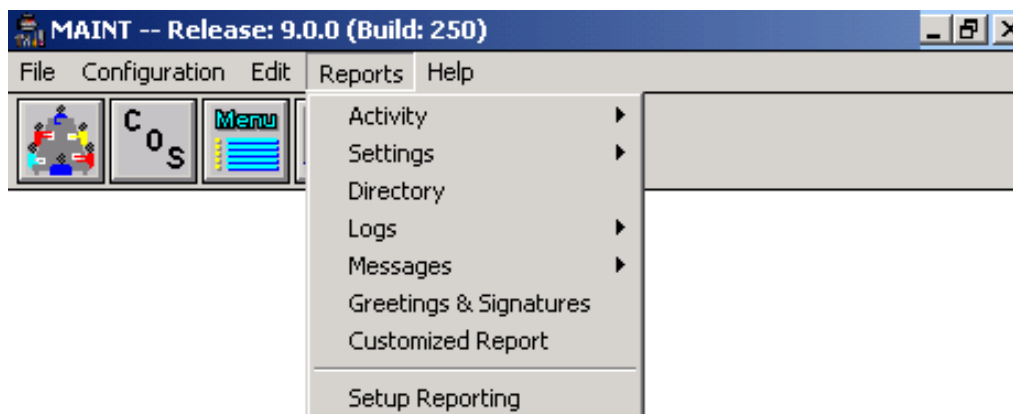 MAINT -- Release: 9.0.0 (Build: 250)
File Configuration Edit Reports Help
COS Menu
Activity
Settings
Directory
Logs
Messages
Greetings & Signatures
Customized Report
Setup Reporting